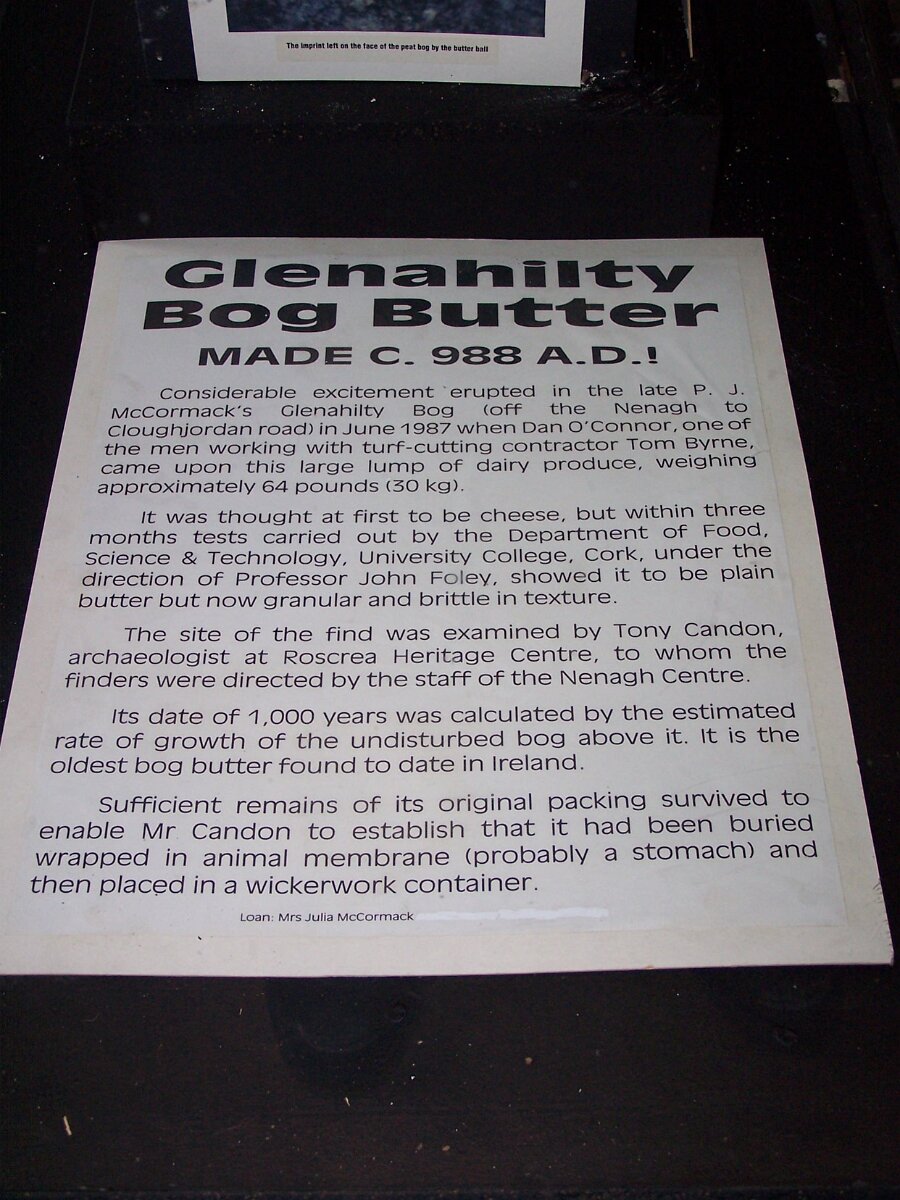 The imprint left on the face of the peat bog by the butter ball
Glenahilty
Bog Butter
MADE C. 988 A.D.!
Considerable excitement erupted in the late P. J.
McCormack's Glenahilty Bog (off the Nenagh to
Cloughjordan road) in June 1987 when Dan O'Connor, one of
the men working with turf-cutting contractor Tom Byrne,
came upon this large lump of dairy produce, weighing
approximately 64 pounds (30 kg).
It was thought at first to be cheese, but within three
months tests carried out by the Department of Food,
Science & Technology, University College, Cork, under the
direction of Professor John Foley, showed it to be plain
butter but now granular and brittle in texture.
The site of the find was examined by Tony Candon,
archaeologist at Roscrea Heritage Centre, to whom the
finders were directed by the staff of the Nenagh Centre.
Its date of 1,000 years was calculated by the estimated
rate of growth of the undisturbed bog above it. It is the
oldest bog butter found to date in Ireland.
Sufficient remains of its original packing survived to
enable Mr Candon to establish that it had been buried
wrapped in animal membrane (probably a stomach) and
then placed in a wickerwork container.
Loan: Mrs Julia McCormack